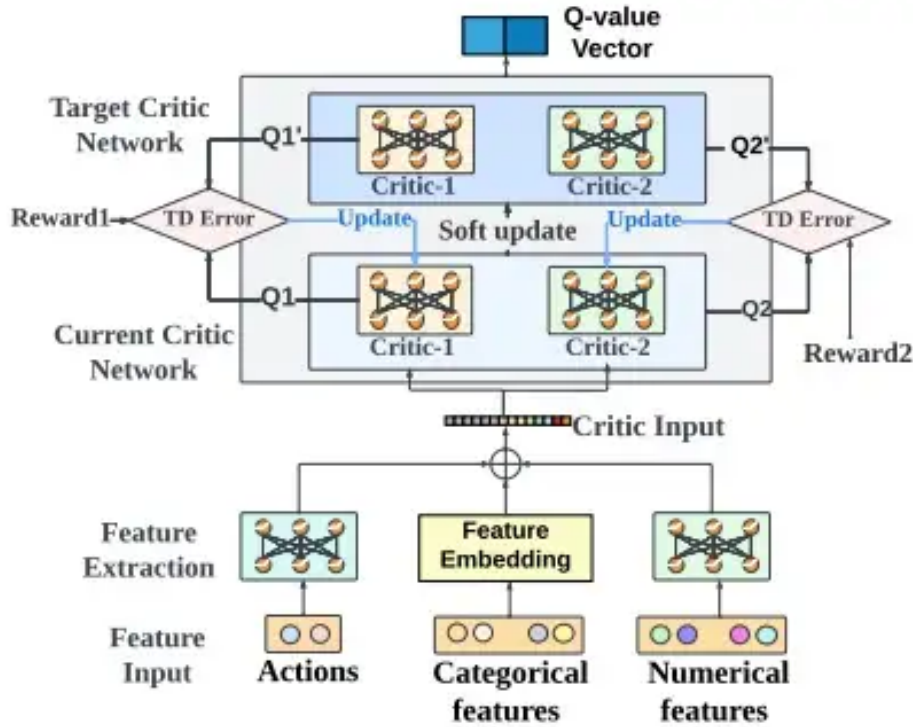 Q-value
Vector
Target Critic
Network
Q1'
Q2'
Critic-1
Critic-2
Reward1
TD Error
Update
Soft update
Update
TD Error
Q1
Q2
Current Critic
Network
Critic-1
Critic-2
Reward2
Critic Input
Feature
Extraction
Feature
Embedding
Feature
Input
Actions
Categorical
features
Numerical
features